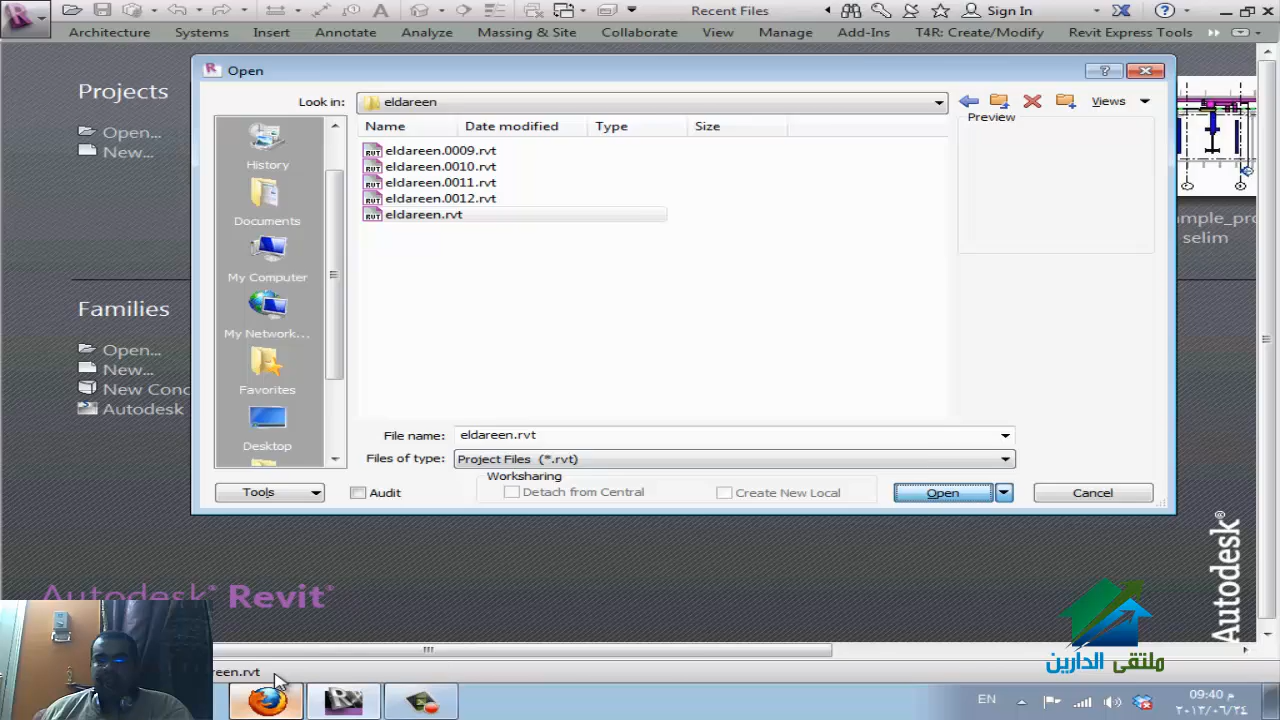 Recent Files
Sign In
Architecture Systems Insert Annotate Analyze Massing & Site Collaborate View Manage Add-Ins T4R: Create/Modify Revit Express Tools
Projects
Open...
New...
Families
Open...
New...
New Conc
Autodesk
Open
Look in: eldareen
Views
Name Date modified Type Size
Preview
eldareen.0009.rvt
eldareen.0010.rvt
eldareen.0011.rvt
eldareen.0012.rvt
eldareen.rvt
History
Documents
My Computer
My Network...
Favorites
Desktop
File name: eldareen.rvt
Files of type: Project Files (*.rvt)
Worksharing
Tools Audit Detach from Central Create New Local Open Cancel
ample_pro
selim
Autodesk® Revit®
Autodesk®
ملتقى الدارين
een.rvt
EN
09:40 م
٢٠١٣/٠٦/٢٤